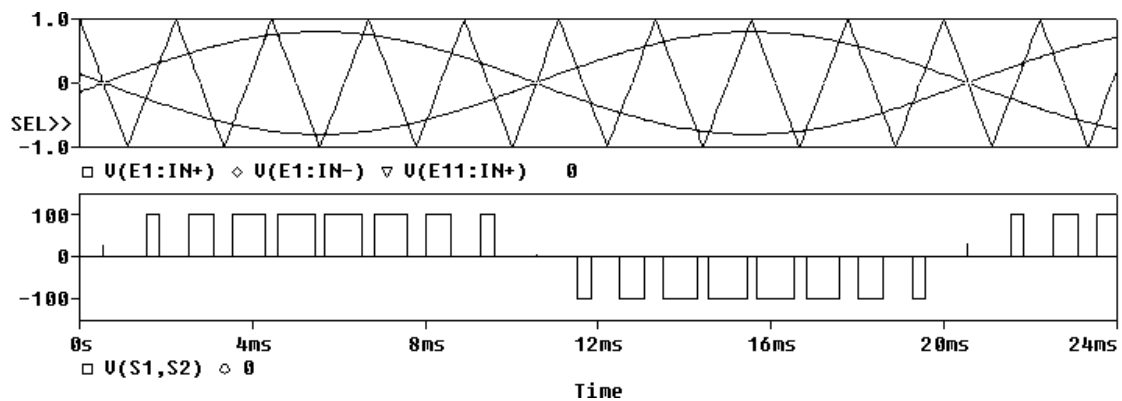 1.0
0
SEL>>
-1.0
V(E1:IN+) V(E1:IN-) V(E11:IN+) 0
100
0
-100
0s 4ms 8ms 12ms 16ms 20ms 24ms
V(S1,S2) 0
Time